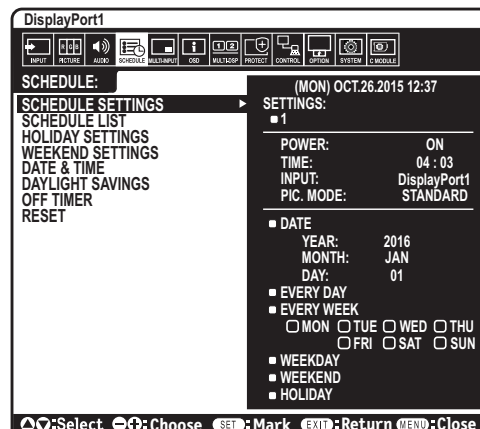 DisplayPort1
INPUT RGB PICTURE AUDIO SCHEDULE MULTI-INPUT OSD 1 2 MULTI-DSP PROTECT CONTROL OPTION SYSTEM C MODULE
SCHEDULE:
SCHEDULE SETTINGS
SCHEDULE LIST
HOLIDAY SETTINGS
WEEKEND SETTINGS
DATE & TIME
DAYLIGHT SAVINGS
OFF TIMER
RESET
(MON) OCT.26.2015 12:37
SETTINGS:
1
POWER: ON
TIME: 04 : 03
INPUT: DisplayPort1
PIC. MODE: STANDARD
DATE
YEAR: 2016
MONTH: JAN
DAY: 01
EVERY DAY
EVERY WEEK
MON TUE WED THU
FRI SAT SUN
WEEKDAY
WEEKEND
HOLIDAY
:Select :Choose SET :Mark EXIT :Return MENU :Close